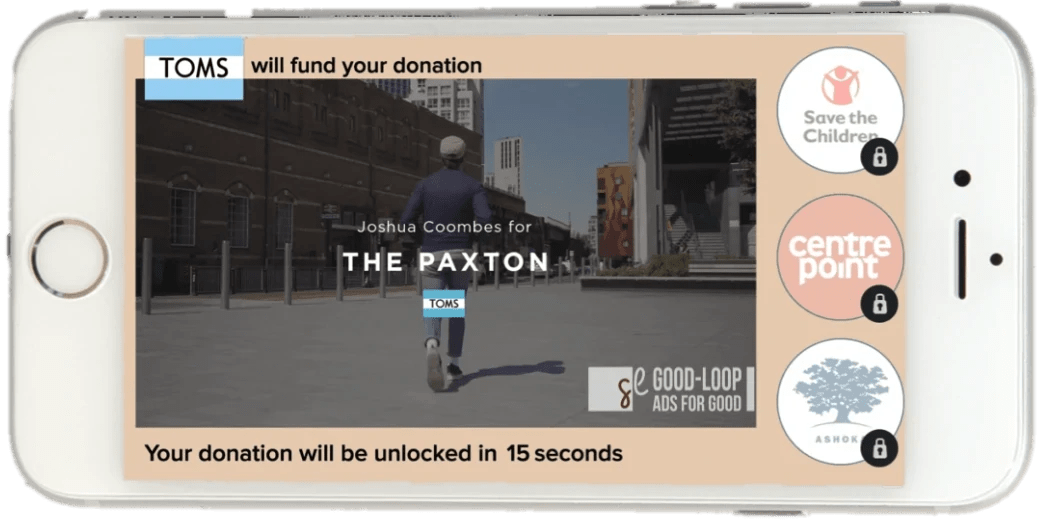 TOMS will fund your donation
Joshua Coombes for
THE PAXTON
TOMS
GOOD-LOOP
ADS FOR GOOD
Your donation will be unlocked in 15 seconds
Save the
Children
centre
point
ASHOKA